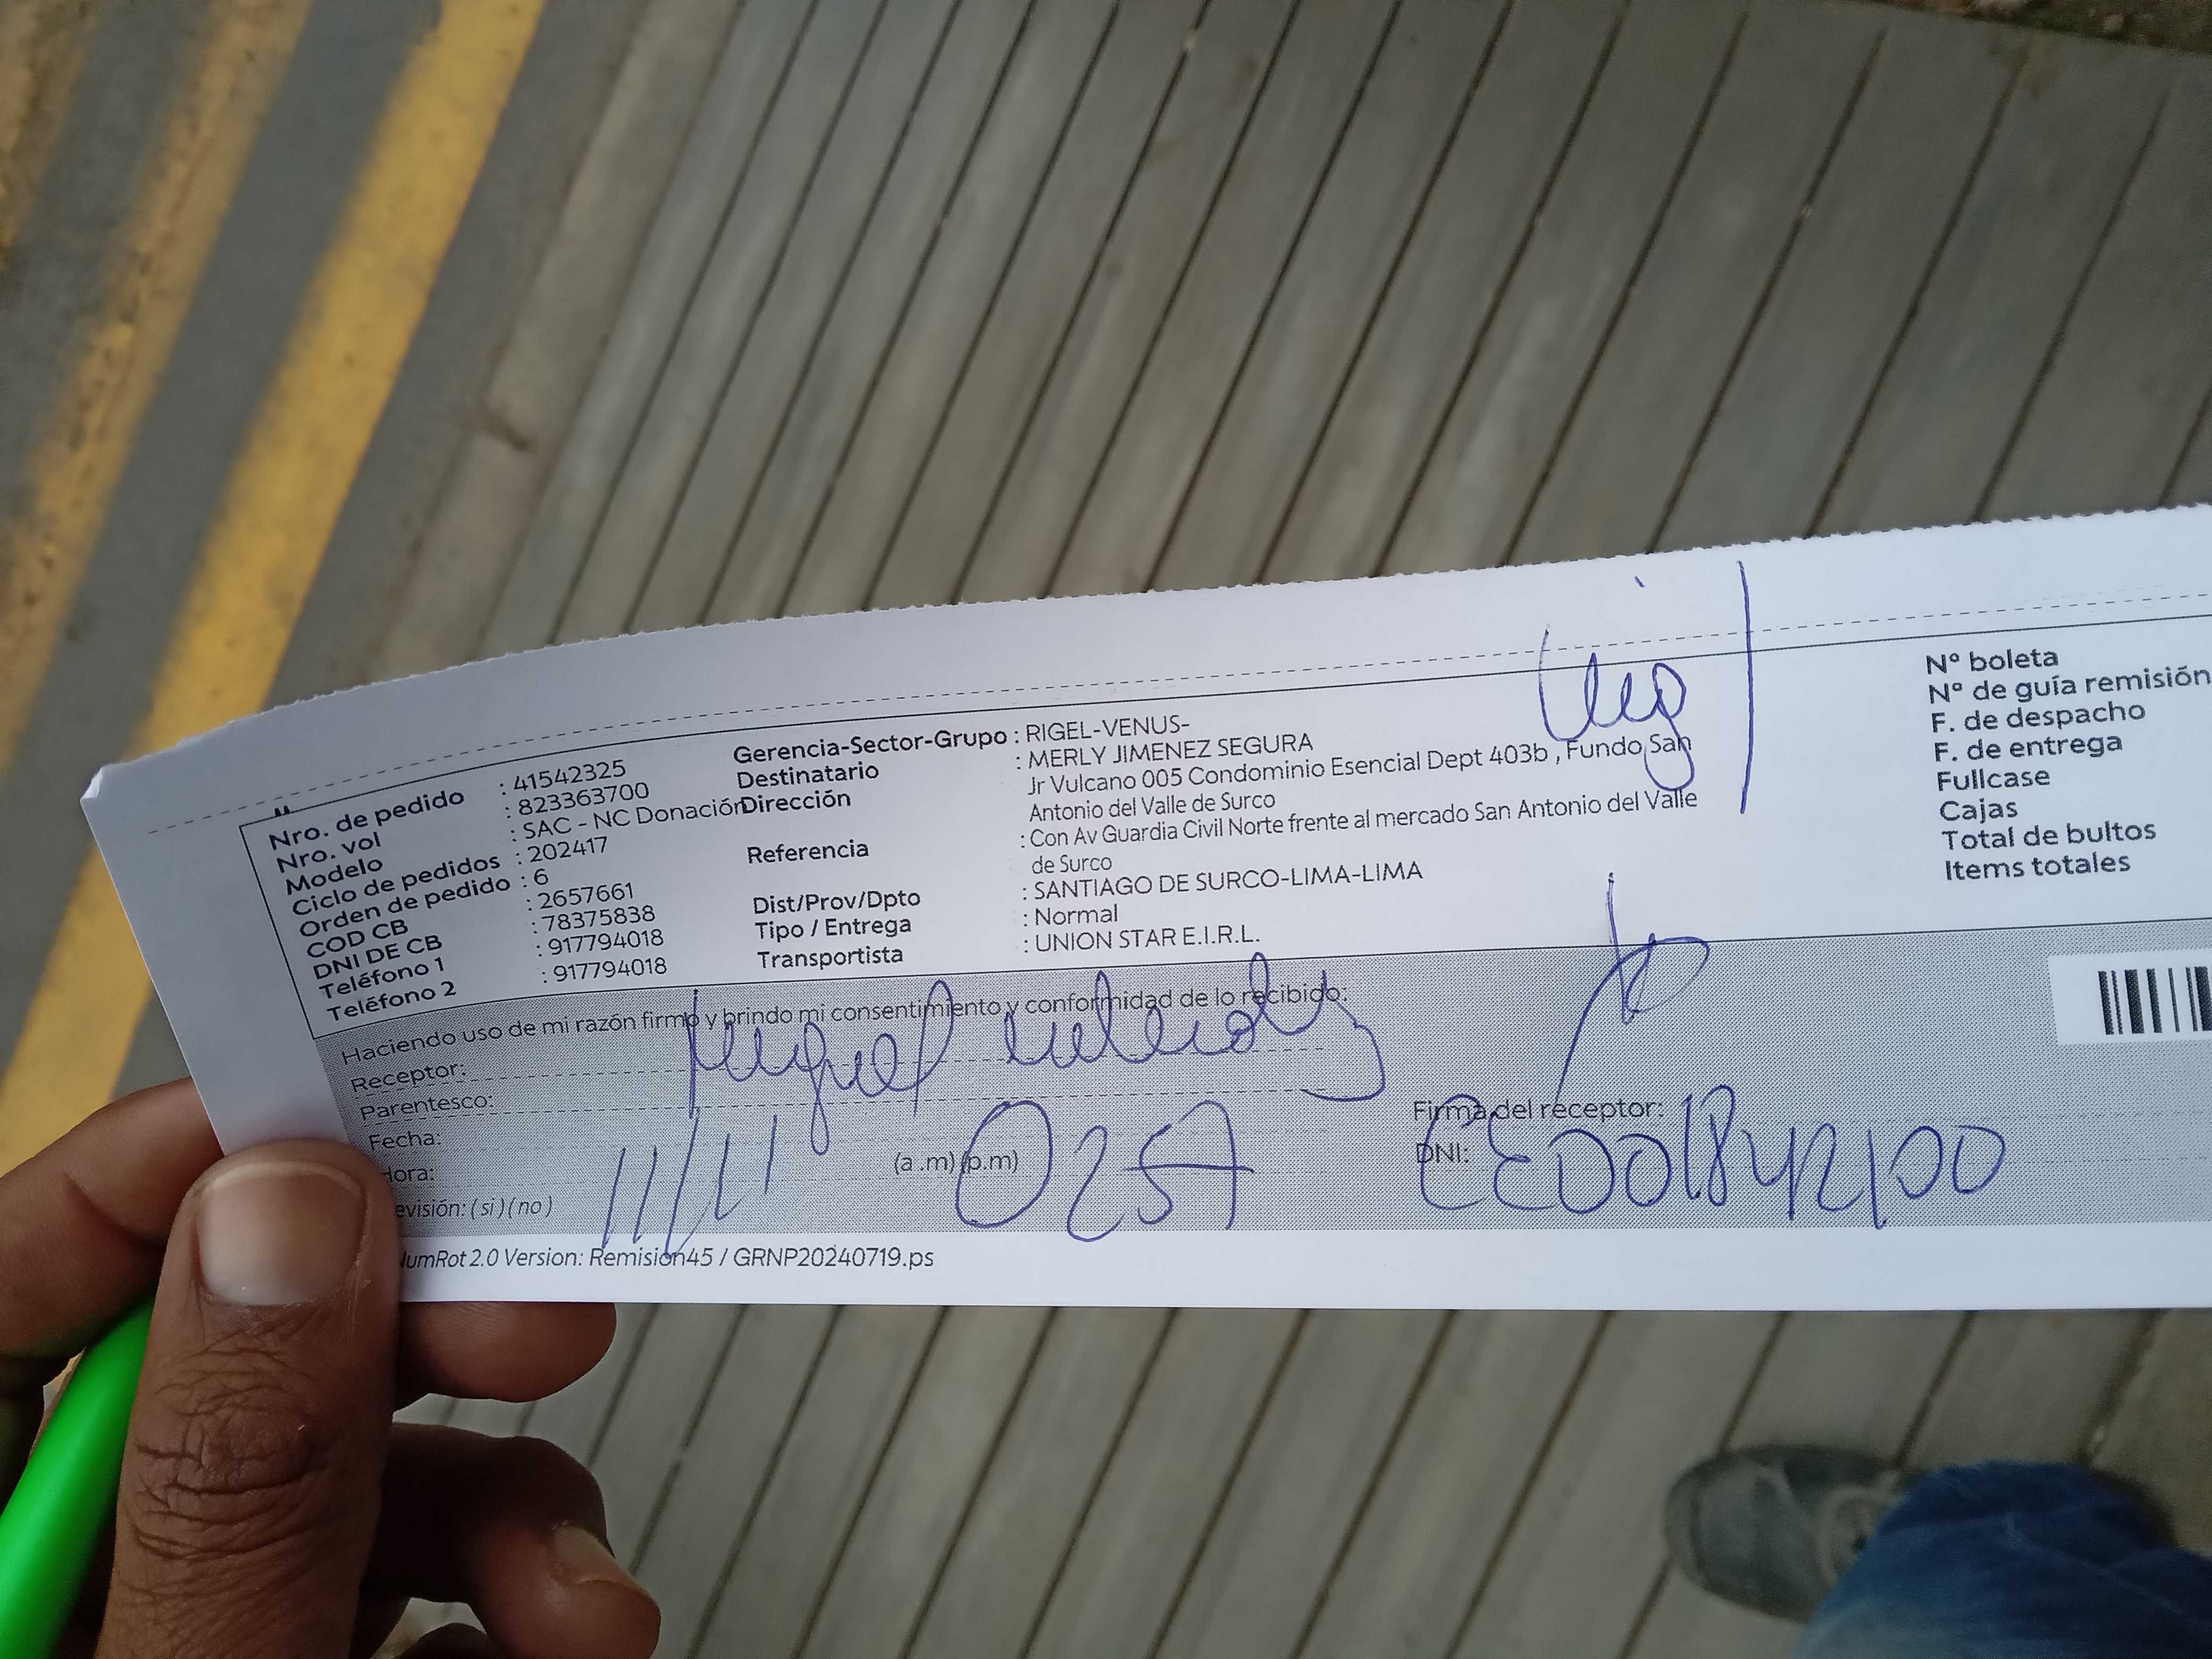 Nro. de pedido : 41542325
Nro. vol : 823363700
Modelo : SAC - NC Donación
Ciclo de pedidos : 202417
Orden de pedido : 6
COD CB : 2657661
DNI DE CB : 78375838
Teléfono 1 : 917794018
Teléfono 2 : 917794018
Gerencia-Sector-Grupo : RIGEL-VENUS-
Destinatario : MERLY JIMENEZ SEGURA
Dirección Jr Vulcano 005 Condominio Esencial Dept 403b , Fundo San
Antonio del Valle de Surco
Referencia : Con Av Guardia Civil Norte frente al mercado San Antonio del Valle
de Surco
Dist/Prov/Dpto : SANTIAGO DE SURCO-LIMA-LIMA
Tipo / Entrega : Normal
Transportista : UNION STAR E.I.R.L.
Nº boleta
Nº de guía remisión
F. de despacho
F. de entrega
Fullcase
Cajas
Total de bultos
Items totales
Haciendo uso de mi razón firmo y brindo mi consentimiento y conformidad de lo recibido:
Receptor: Miguel
Parentesco:
Fecha: 11/11
Hora: (a .m) (p.m)
evisión: ( si ) ( no )
Firma del receptor:
DNI:
NumRot 2.0 Version: Remision45 / GRNP20240719.ps